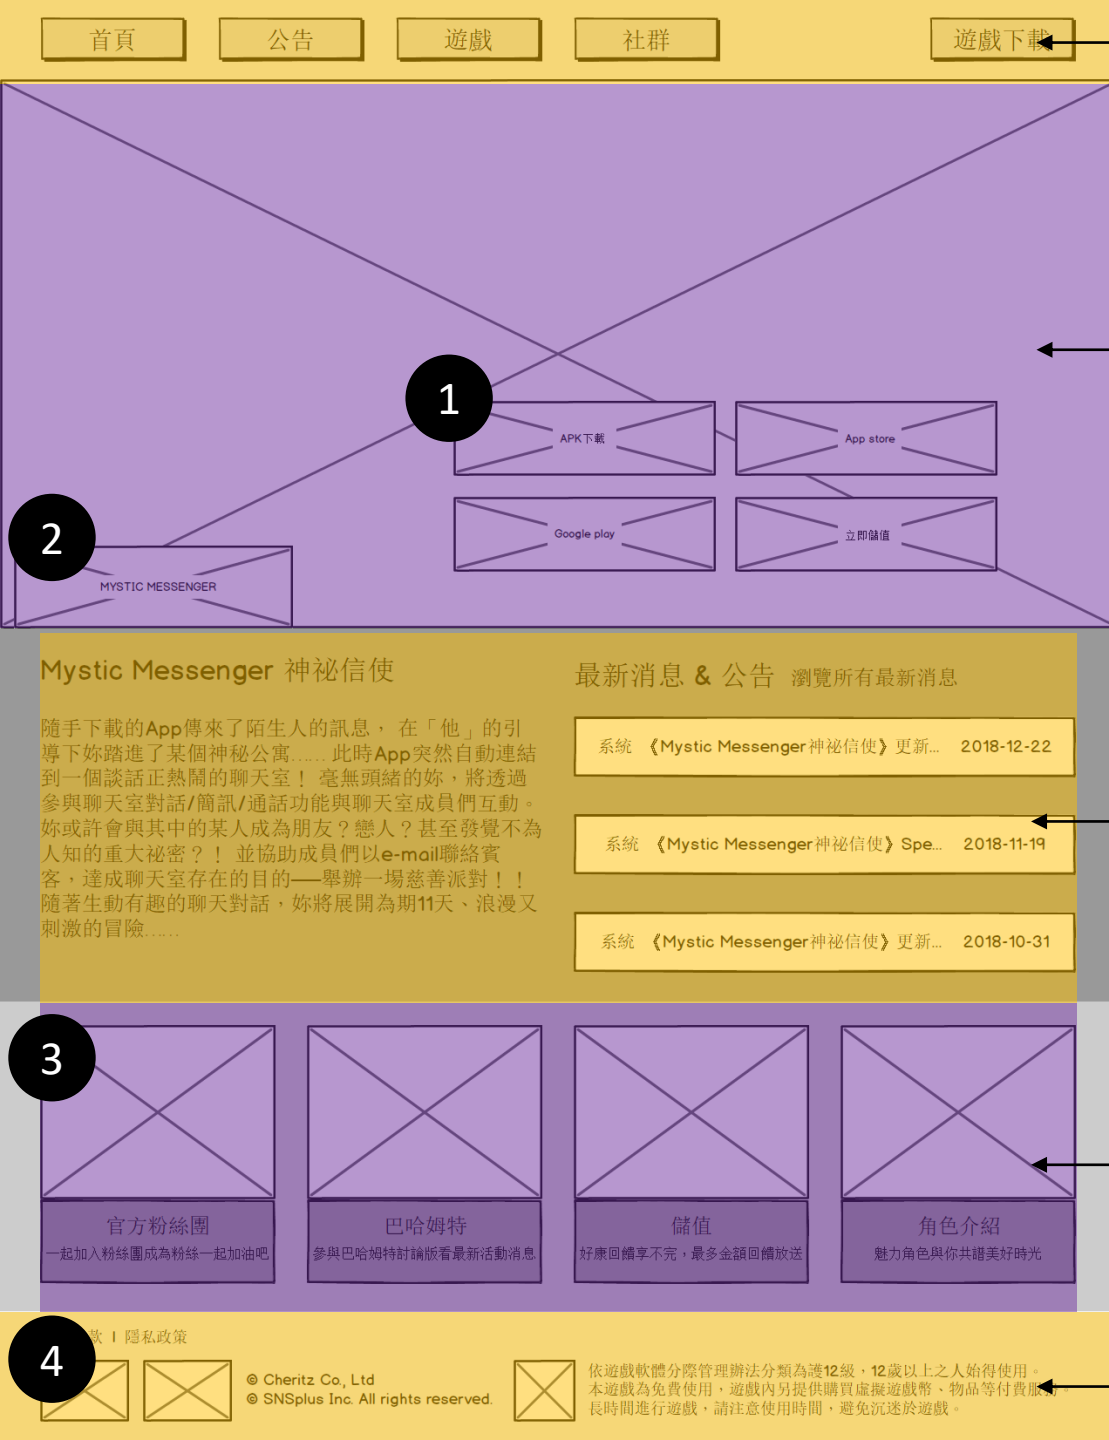 首頁
公告
遊戲
社群
遊戲下載
1
APK下載
App store
Google play
立即儲值
2
MYSTIC MESSENGER
Mystic Messenger 神祕信使
隨手下載的App傳來了陌生人的訊息， 在「他」的引
導下妳踏進了某個神秘公寓…… 此時App突然自動連結
到一個談話正熱鬧的聊天室！ 毫無頭緒的妳，將透過
參與聊天室對話/簡訊/通話功能與聊天室成員們互動。
妳或許會與其中的某人成為朋友？戀人？甚至發覺不為
人知的重大祕密？！ 並協助成員們以e-mail聯絡賓
客，達成聊天室存在的目的──舉辦一場慈善派對！！
隨著生動有趣的聊天對話，妳將展開為期11天、浪漫又
刺激的冒險……
最新消息 & 公告 瀏覽所有最新消息
系統 《Mystic Messenger神祕信使》更新... 2018-12-22
系統 《Mystic Messenger神祕信使》Spe... 2018-11-19
系統 《Mystic Messenger神祕信使》更新... 2018-10-31
3
官方粉絲團
一起加入粉絲團成為粉絲一起加油吧
巴哈姆特
參與巴哈姆特討論版看最新活動消息
儲值
好康回饋享不完，最多金額回饋放送
角色介紹
魅力角色與你共譜美好時光
4
款 | 隱私政策
© Cheritz Co., Ltd
© SNSplus Inc. All rights reserved.
依遊戲軟體分際管理辦法分類為護12級，12歲以上之人始得使用。
本遊戲為免費使用，遊戲內另提供購買虛擬遊戲幣、物品等付費服務。
長時間進行遊戲，請注意使用時間，避免沉迷於遊戲。